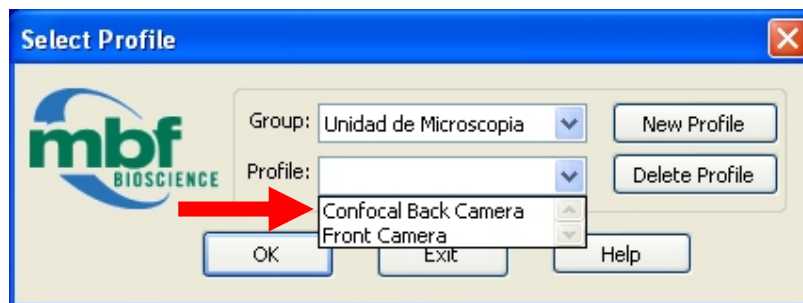 Select Profile
mbf
BIOSCIENCE
Group: Unidad de Microscopia
New Profile
Profile:
Delete Profile
Confocal Back Camera
Front Camera
OK
Exit
Help